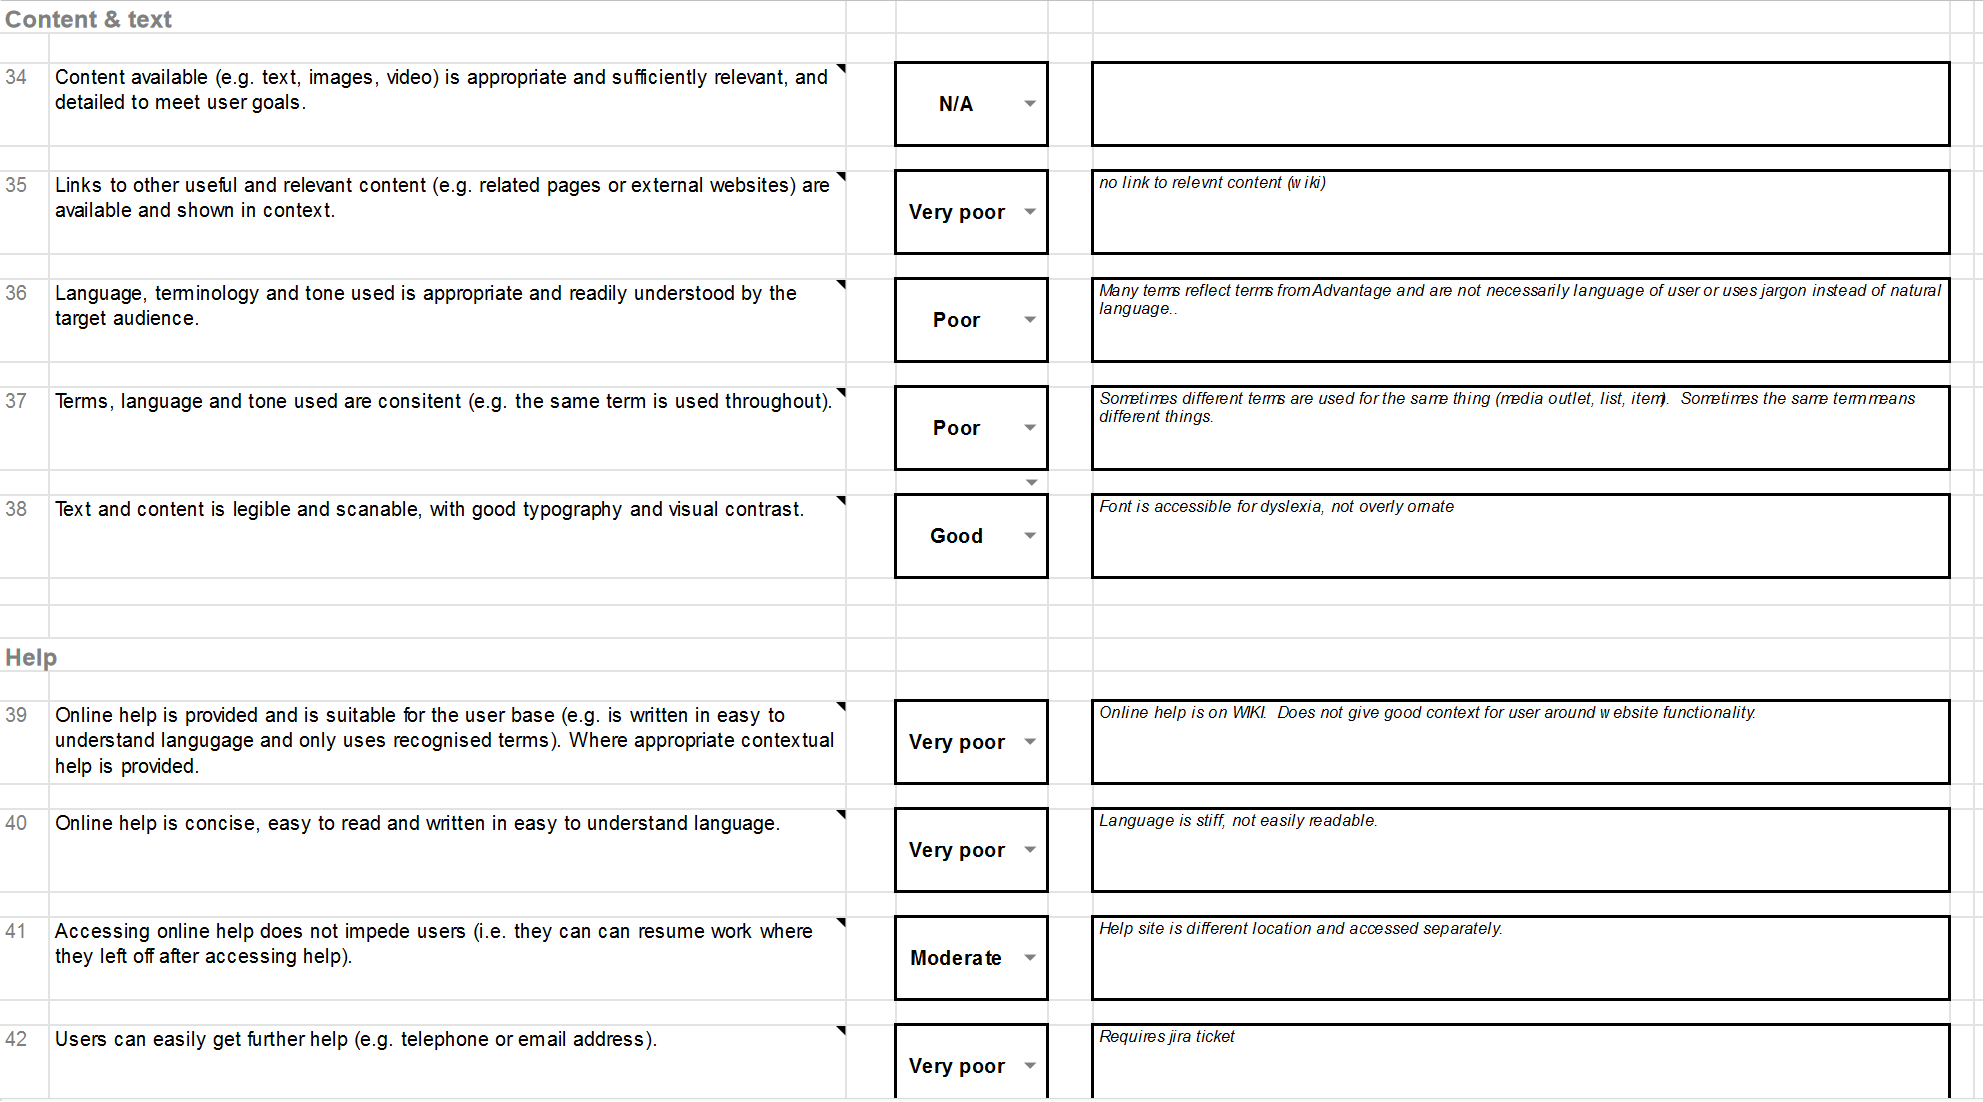 Content & text
34 Content available (e.g. text, images, video) is appropriate and sufficiently relevant, and
detailed to meet user goals.
N/A
35 Links to other useful and relevant content (e.g. related pages or external websites) are
available and shown in context.
Very poor
no link to relevnt content (wiki)
36 Language, terminology and tone used is appropriate and readily understood by the
target audience.
Poor
Many terms reflect terms from Advantage and are not necessarily language of user or uses jargon instead of natural
language..
37 Terms, language and tone used are consitent (e.g. the same term is used throughout).
Poor
Sometimes different terms are used for the same thing (media outlet, list, item).  Sometimes the same term means
different things.
38 Text and content is legible and scanable, with good typography and visual contrast.
Good
Font is accessible for dyslexia, not overly ornate
Help
39 Online help is provided and is suitable for the user base (e.g. is written in easy to
understand langugage and only uses recognised terms). Where appropriate contextual
help is provided.
Very poor
Online help is on WIKI.  Does not give good context for user around website functionality.
40 Online help is concise, easy to read and written in easy to understand language.
Very poor
Language is stiff, not easily readable.
41 Accessing online help does not impede users (i.e. they can can resume work where
they left off after accessing help).
Moderate
Help site is different location and accessed separately.
42 Users can easily get further help (e.g. telephone or email address).
Very poor
Requires jira ticket